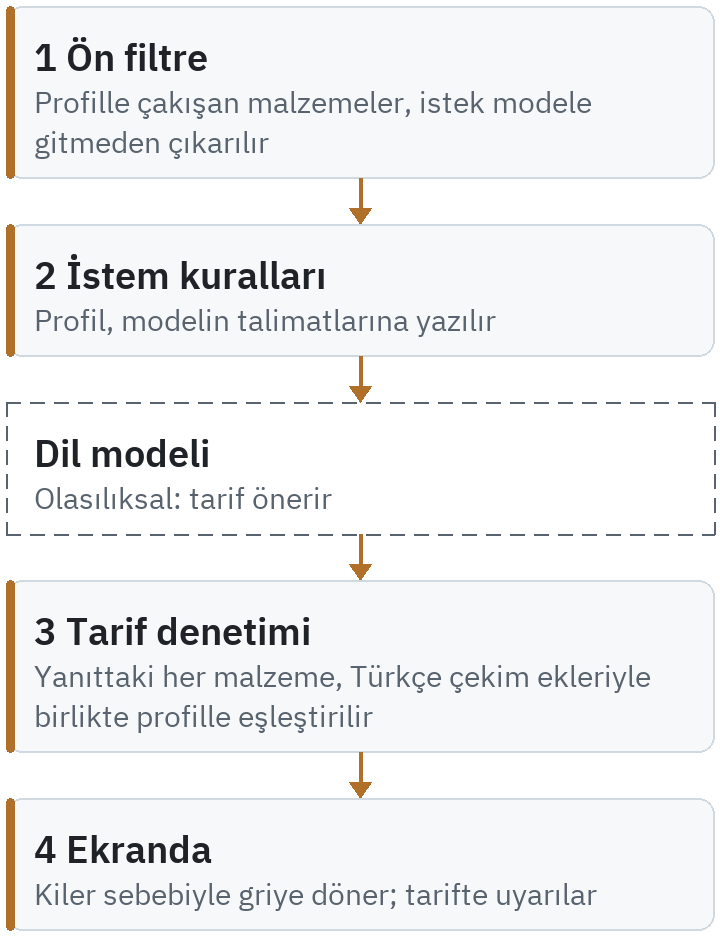 1 Ön filtre
Profille çakışan malzemeler, istek modele
gitmeden çıkarılır
2 İstem kuralları
Profil, modelin talimatlarına yazılır
Dil modeli
Olasılıksal: tarif önerir
3 Tarif denetimi
Yanıttaki her malzeme, Türkçe çekim ekleriyle
birlikte profille eşleştirilir
4 Ekranda
Kiler sebebiyle griye döner; tarifte uyarılar